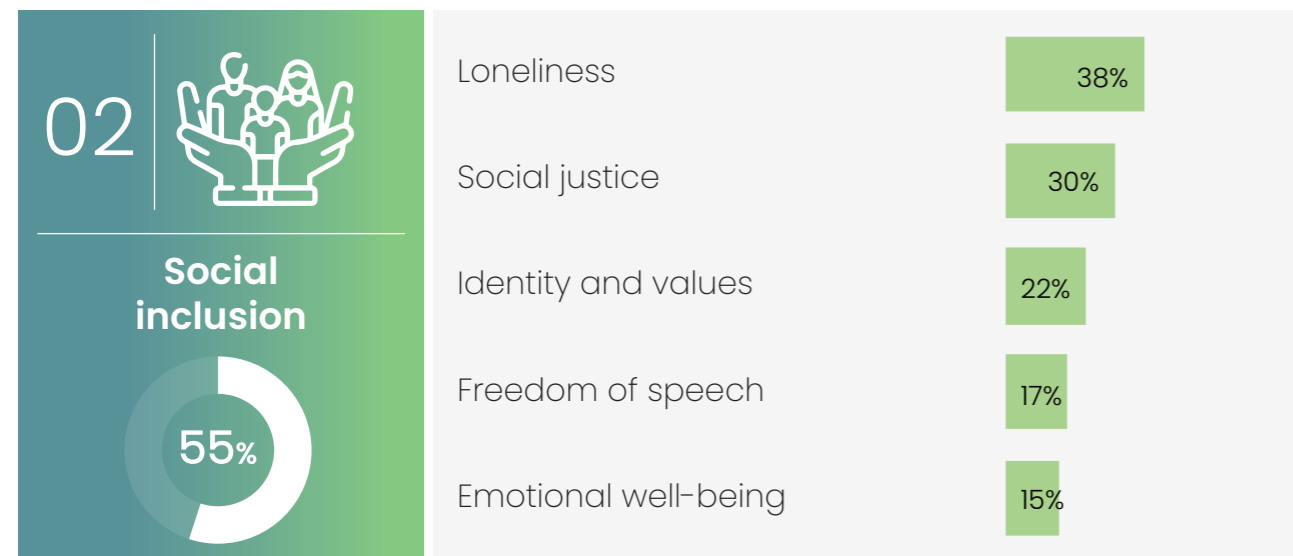 02
Social
inclusion
55%
Loneliness
38%
Social justice
30%
Identity and values
22%
Freedom of speech
17%
Emotional well-being
15%